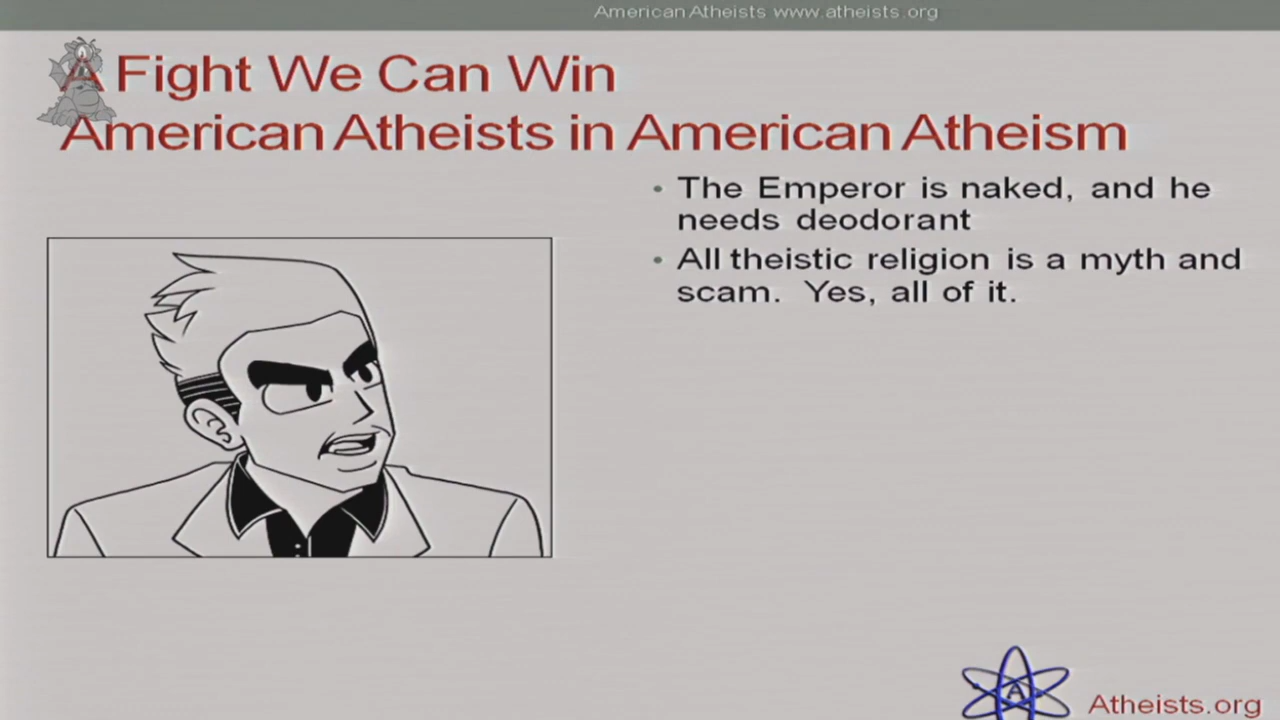 American Atheists www.atheists.org
A Fight We Can Win
American Atheists in American Atheism
• The Emperor is naked, and he
needs deodorant
• All theistic religion is a myth and
scam. Yes, all of it.
A
Atheists.org